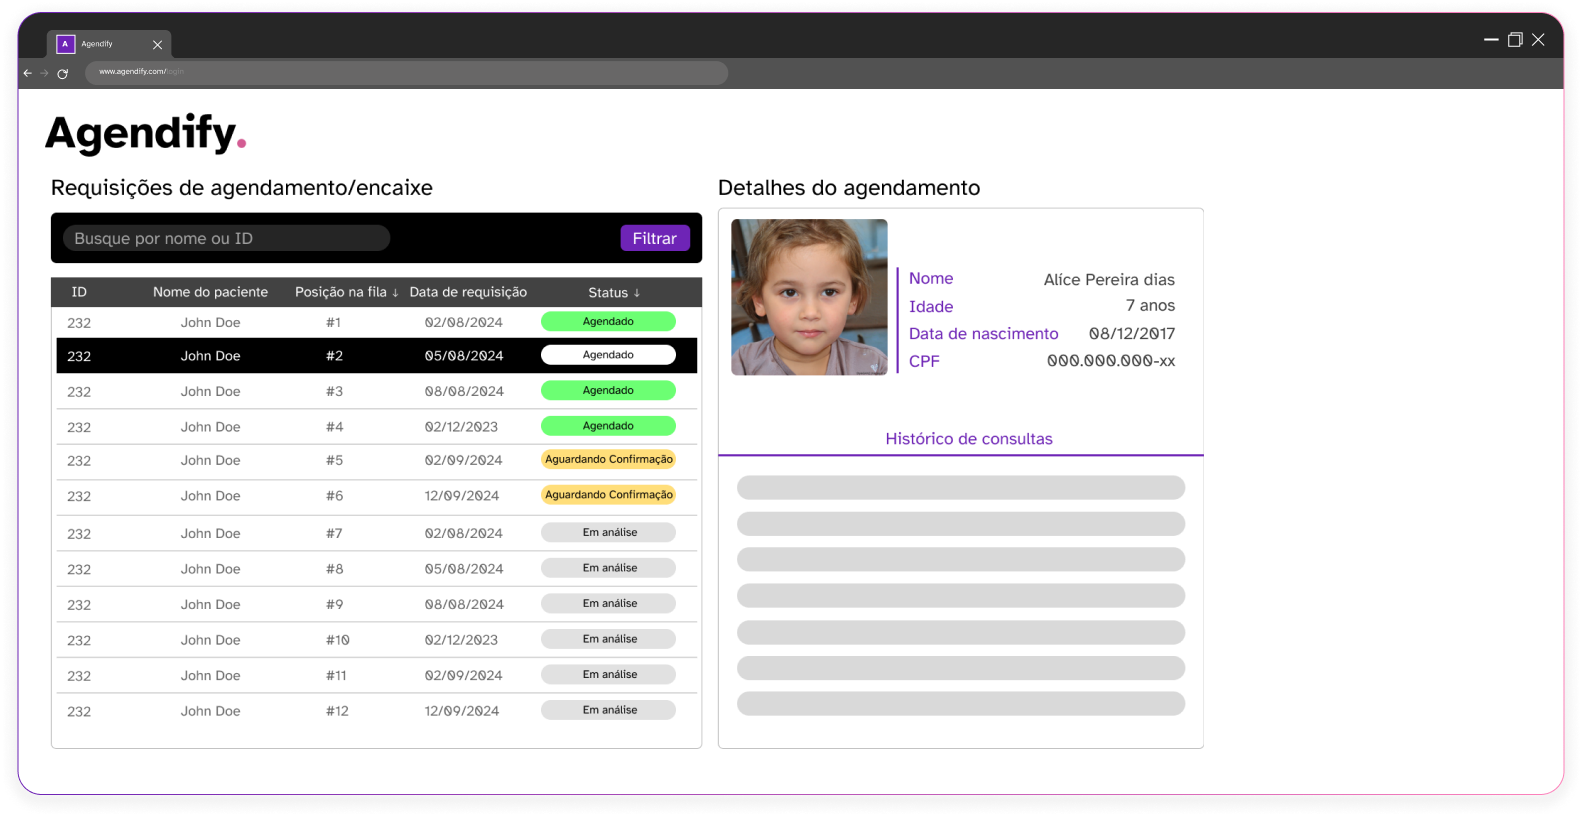 A Agendify
www.agendify.com/login
Agendify.
Requisições de agendamento/encaixe
Busque por nome ou ID Filtrar
ID Nome do paciente Posição na fila ↓ Data de requisição Status ↓
232 John Doe #1 02/08/2024 Agendado
232 John Doe #2 05/08/2024 Agendado
232 John Doe #3 08/08/2024 Agendado
232 John Doe #4 02/12/2023 Agendado
232 John Doe #5 02/09/2024 Aguardando Confirmação
232 John Doe #6 12/09/2024 Aguardando Confirmação
232 John Doe #7 02/08/2024 Em análise
232 John Doe #8 05/08/2024 Em análise
232 John Doe #9 08/08/2024 Em análise
232 John Doe #10 02/12/2023 Em análise
232 John Doe #11 02/09/2024 Em análise
232 John Doe #12 12/09/2024 Em análise
Detalhes do agendamento
Nome Alíce Pereira dias
Idade 7 anos
Data de nascimento 08/12/2017
CPF 000.000.000-xx
Histórico de consultas